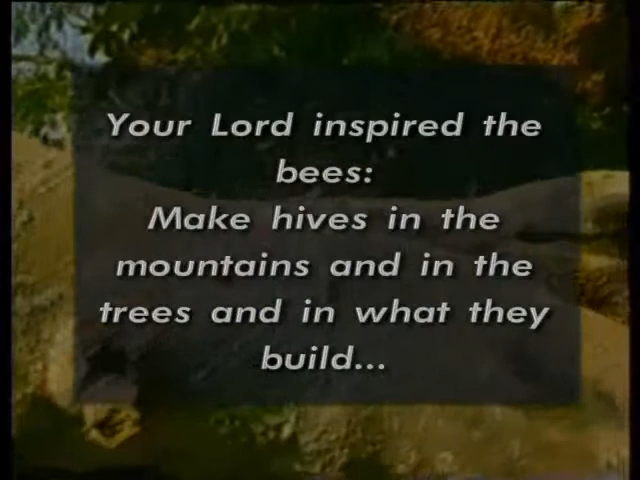 Your Lord inspired the
bees:
Make hives in the
mountains and in the
trees and in what they
build...